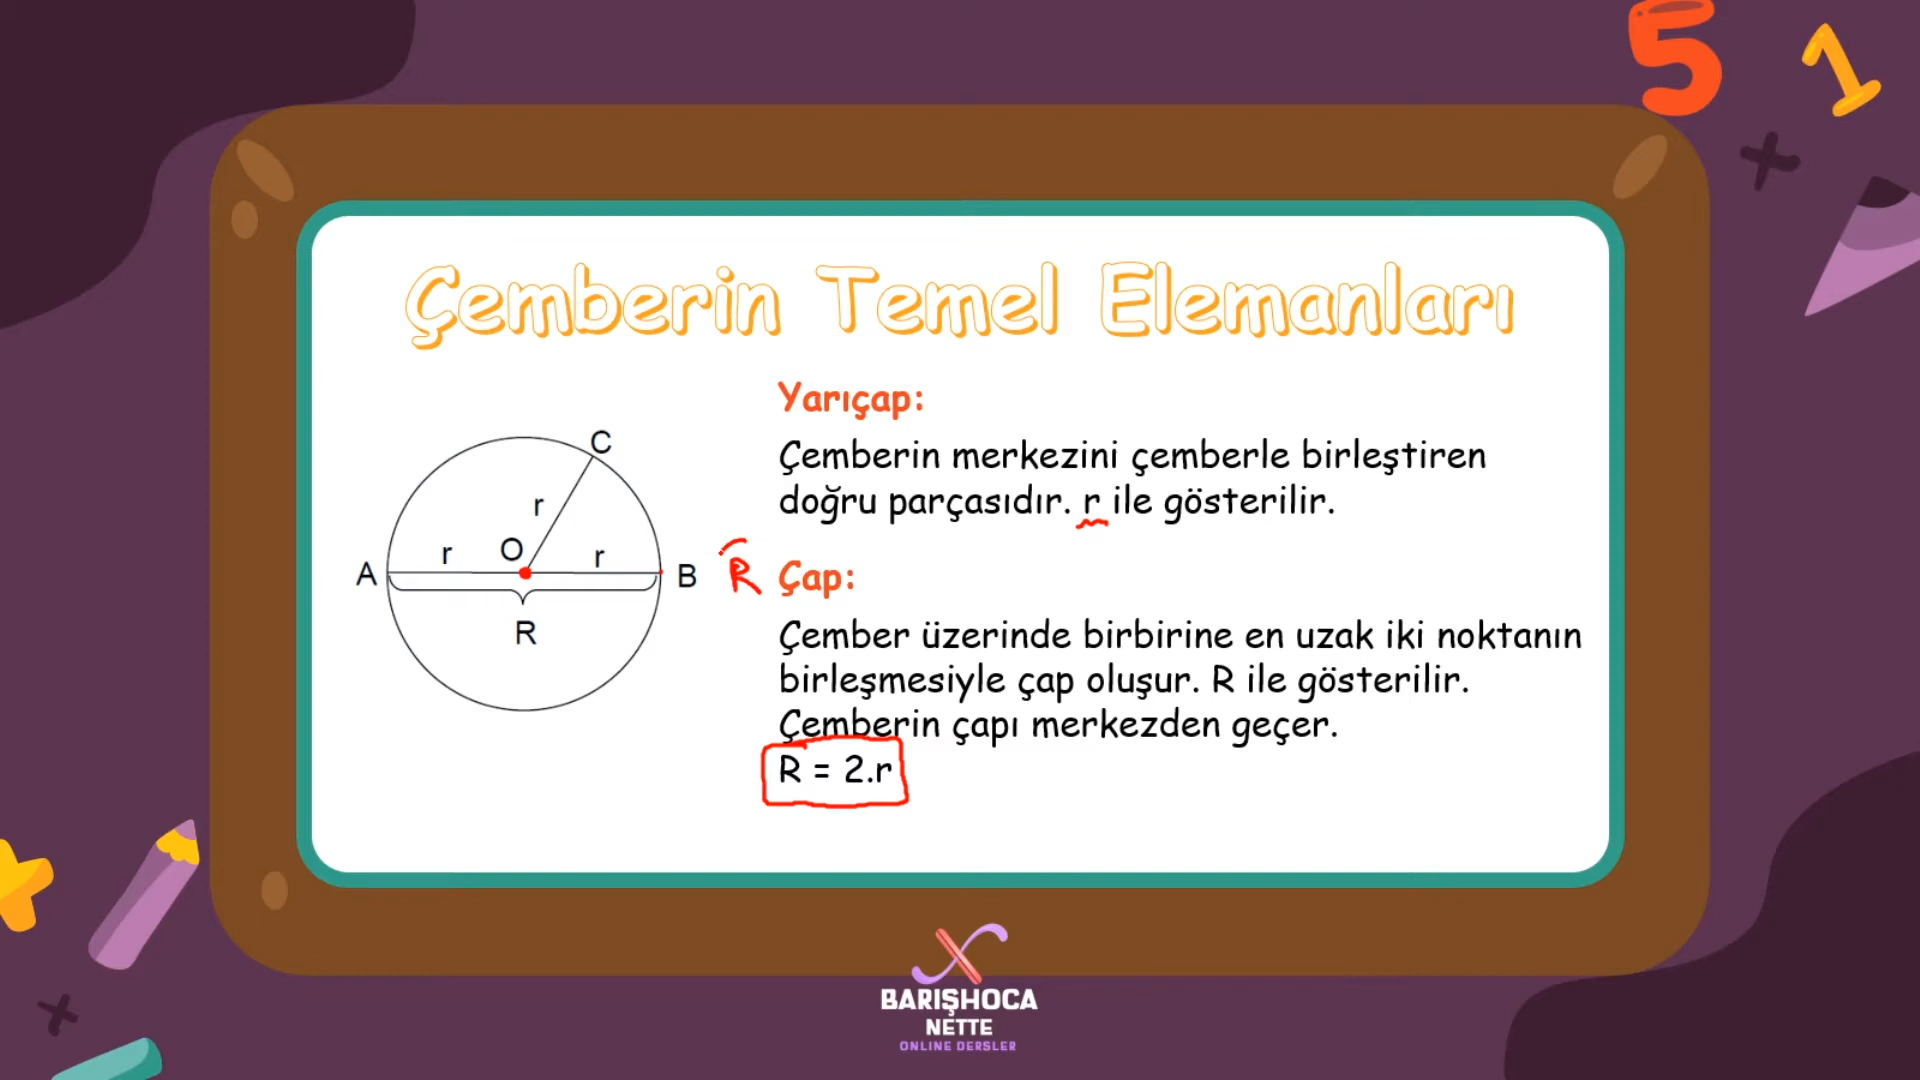 5 1
Çemberin Temel Elemanları
Yarıçap:
Çemberin merkezini çemberle birleştiren
doğru parçasıdır. r ile gösterilir.
R Çap:
Çember üzerinde birbirine en uzak iki noktanın
birleşmesiyle çap oluşur. R ile gösterilir.
Çemberin çapı merkezden geçer.
R = 2.r
C
r
r O r
A B
R
BARIŞHOCA
NETTE
ONLINE DERSLER